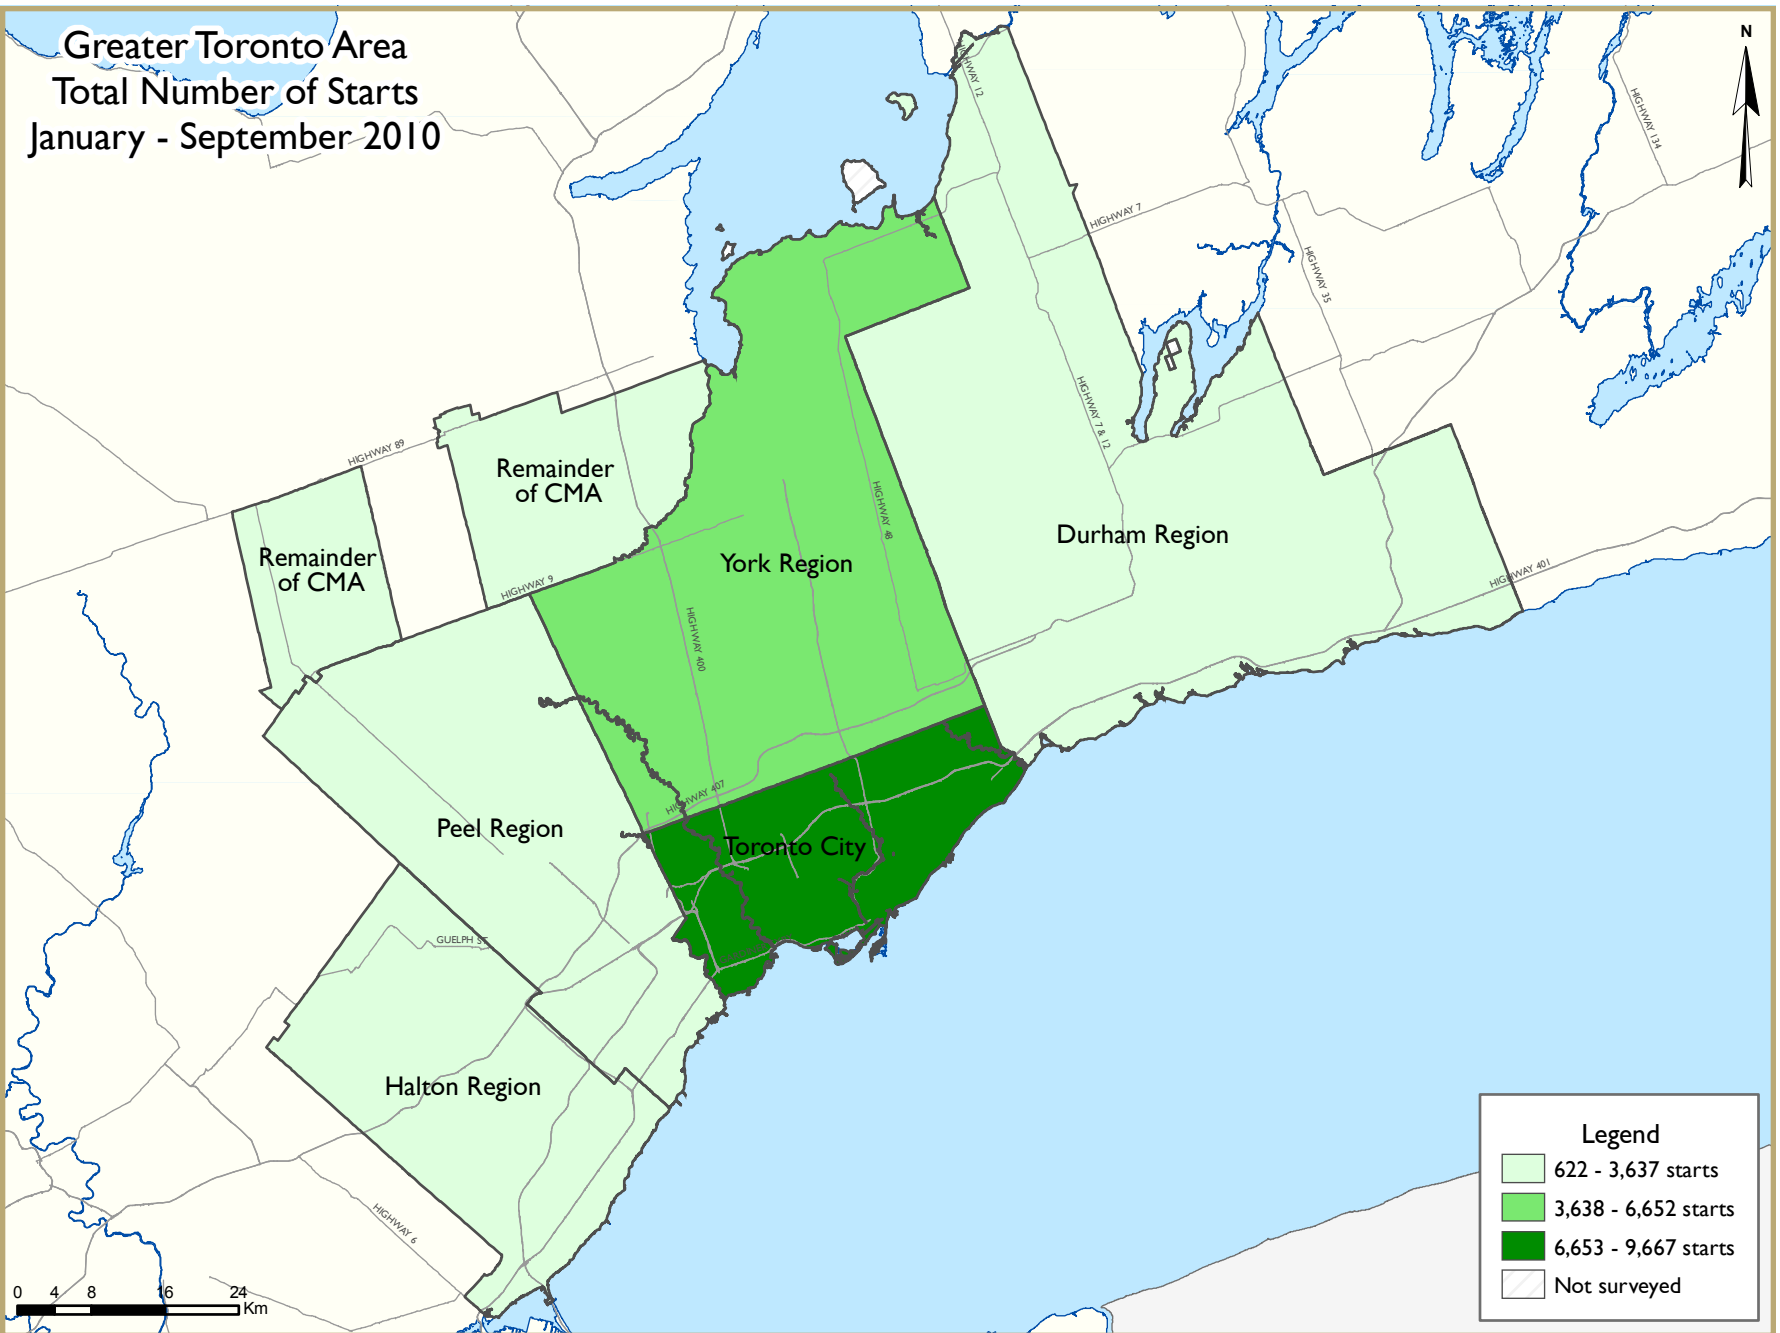 Greater Toronto Area
Total Number of Starts
January - September 2010
N
HIGHWAY 12
HIGHWAY 134
HIGHWAY 7
HIGHWAY 35
HIGHWAY 7 & 12
HIGHWAY 89
Remainder
of CMA
HIGHWAY 48
Durham Region
Remainder
of CMA
York Region
HIGHWAY 9
HIGHWAY 401
HIGHWAY 400
HIGHWAY 407
Peel Region
Toronto City
GUELPH ST
Halton Region
HIGHWAY 6
Legend
622 - 3,637 starts
3,638 - 6,652 starts
6,653 - 9,667 starts
Not surveyed
0 4 8 16 24
Km